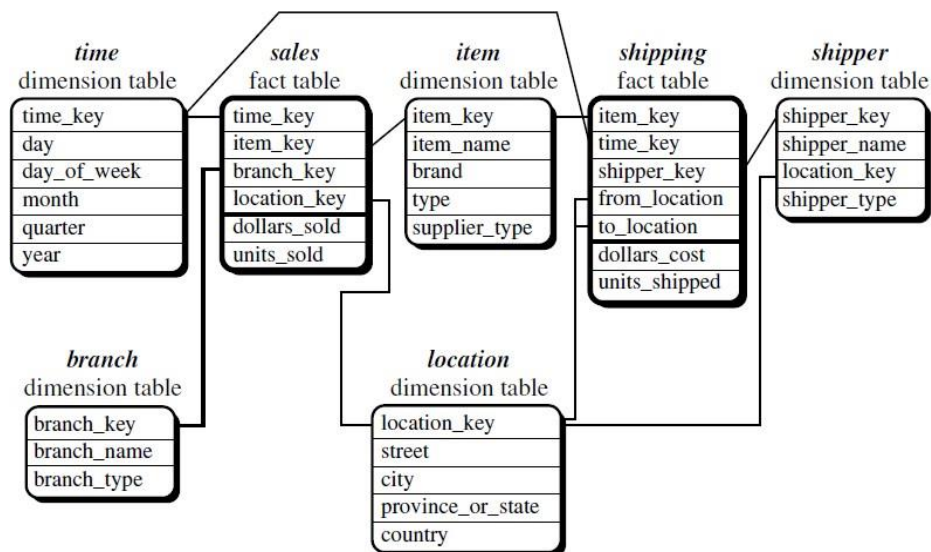 time
dimension table
time_key
day
day_of_week
month
quarter
year
sales
fact table
time_key
item_key
branch_key
location_key
dollars_sold
units_sold
item
dimension table
item_key
item_name
brand
type
supplier_type
shipping
fact table
item_key
time_key
shipper_key
from_location
to_location
dollars_cost
units_shipped
shipper
dimension table
shipper_key
shipper_name
location_key
shipper_type
branch
dimension table
branch_key
branch_name
branch_type
location
dimension table
location_key
street
city
province_or_state
country